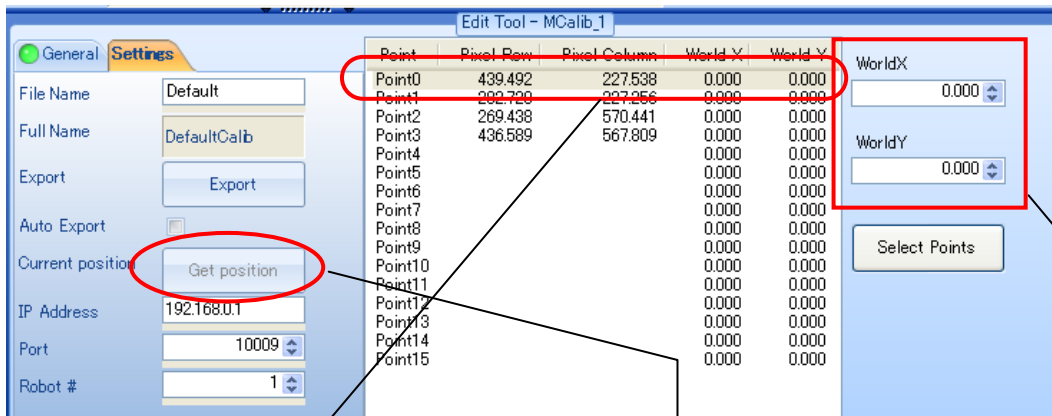 Edit Tool - MCalib_1
General Settings
File Name Default
Full Name DefaultCalib
Export Export
Auto Export
Current position Get position
IP Address 192.168.0.1
Port 10009
Robot # 1
Point Pixel Row Pixel Column World X World Y
Point0 439.492 227.538 0.000 0.000
Point1 282.728 227.256 0.000 0.000
Point2 269.438 570.441 0.000 0.000
Point3 436.589 567.809 0.000 0.000
Point4 0.000 0.000
Point5 0.000 0.000
Point6 0.000 0.000
Point7 0.000 0.000
Point8 0.000 0.000
Point9 0.000 0.000
Point10 0.000 0.000
Point11 0.000 0.000
Point12 0.000 0.000
Point13 0.000 0.000
Point14 0.000 0.000
Point15 0.000 0.000
WorldX
0.000
WorldY
0.000
Select Points